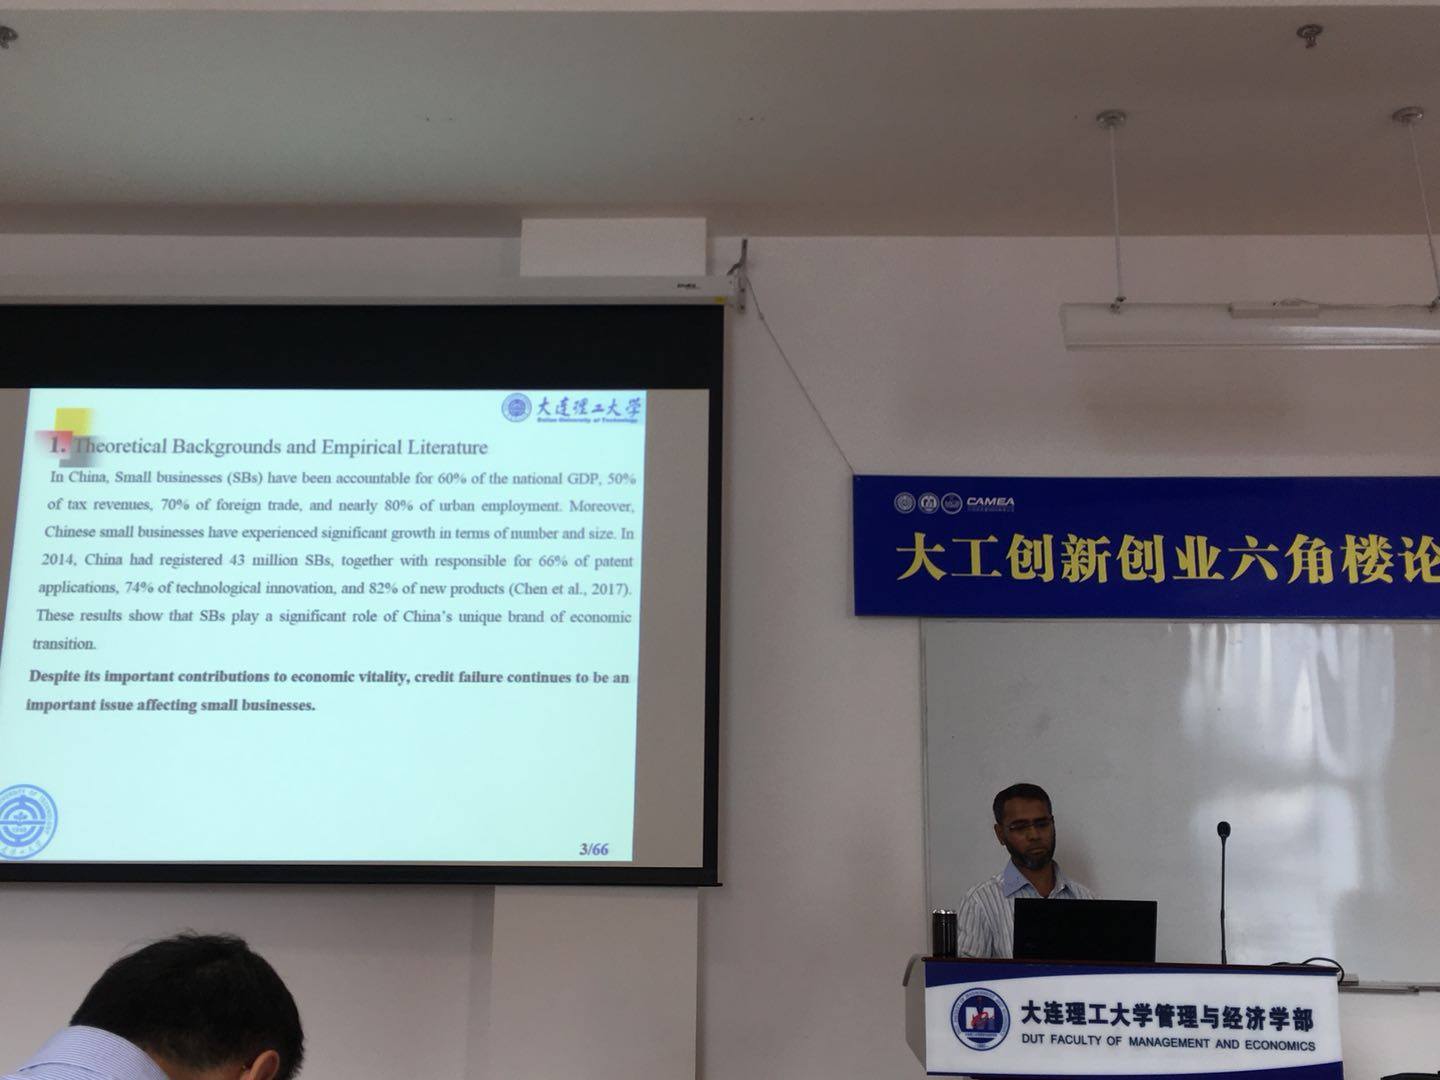 大连理工大学
Dalian University of Technology
1. Theoretical Backgrounds and Empirical Literature
In China, Small businesses (SBs) have been accountable for 60% of the national GDP, 50%
of tax revenues, 70% of foreign trade, and nearly 80% of urban employment. Moreover,
Chinese small businesses have experienced significant growth in terms of number and size. In
2014, China had registered 43 million SBs, together with responsible for 66% of patent
applications, 74% of technological innovation, and 82% of new products (Chen et al., 2017).
These results show that SBs play a significant role of China's unique brand of economic
transition.
Despite its important contributions to economic vitality, credit failure continues to be an
important issue affecting small businesses.
3/66
CAMEA
大工创新创业六角楼论
大连理工大学管理与经济学部
DUT FACULTY OF MANAGEMENT AND ECONOMICS